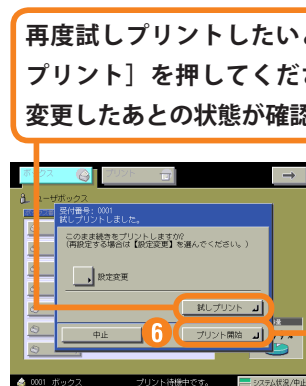 再度試しプリントしたい
プリント］を押してくだ
変更したあとの状態が確認
ボックス
プリント
ユーザボックス
受付番号: 0001
試しプリントしました。
このまま続きをプリントしますか?
(再設定する場合は【設定変更】を選んでください。)
設定変更
試しプリント
中止
6
プリント開始
0001 ボックス
プリント待機中です。
システム状況/中止